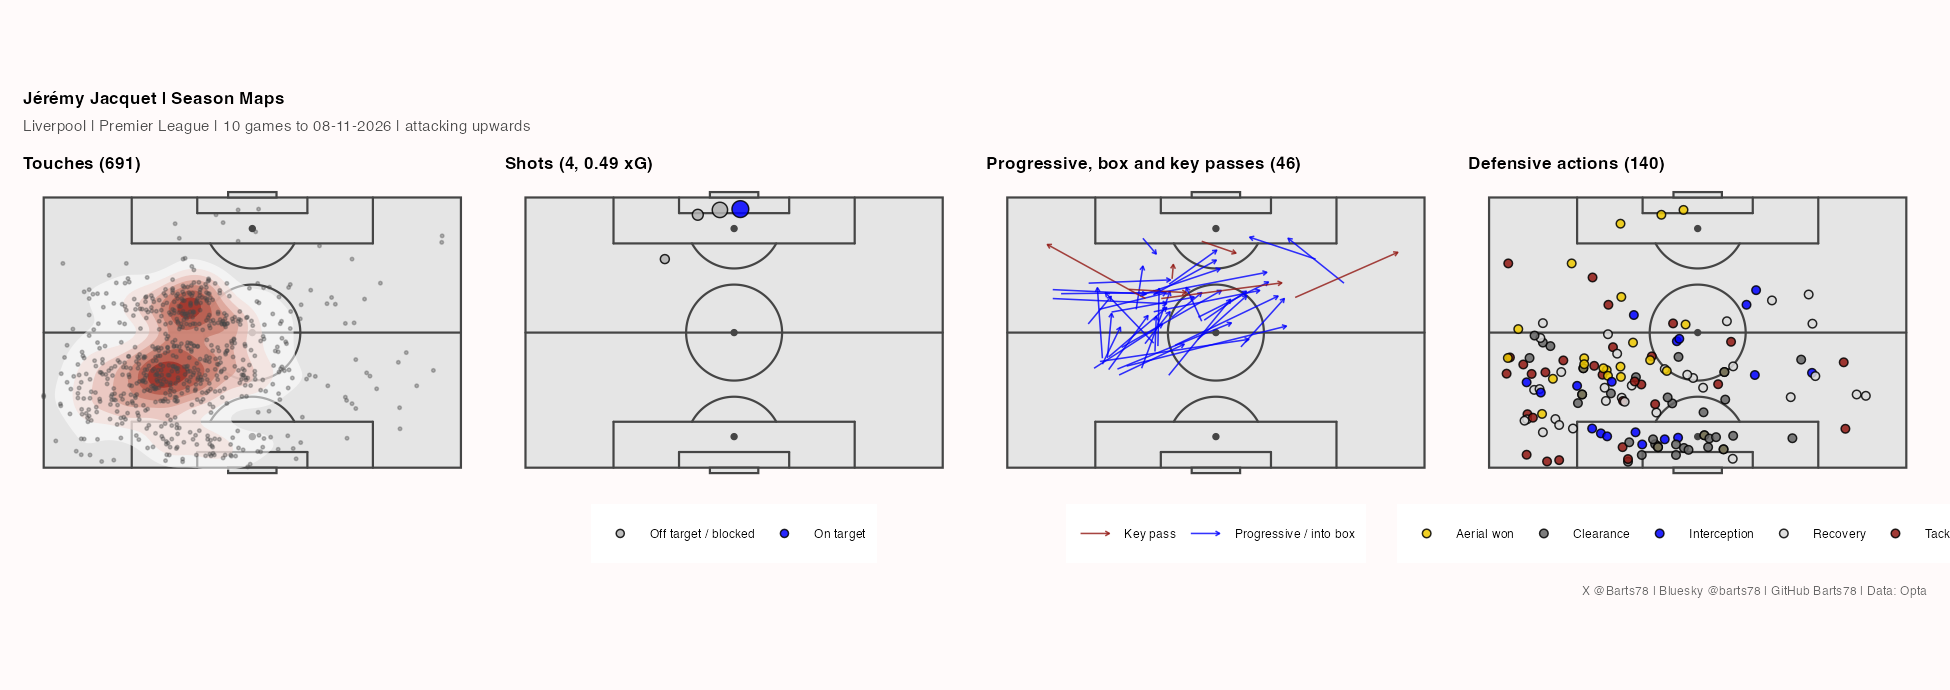 Jérémy Jacquet | Season Maps
Liverpool | Premier League | 10 games to 08-11-2026 | attacking upwards
Touches (691)
Shots (4, 0.49 xG)
Progressive, box and key passes (46)
Defensive actions (140)
Off target / blocked
On target
Key pass
Progressive / into box
Aerial won
Clearance
Interception
Recovery
Tack
X @Barts78 | Bluesky @barts78 | GitHub Barts78 | Data: Opta